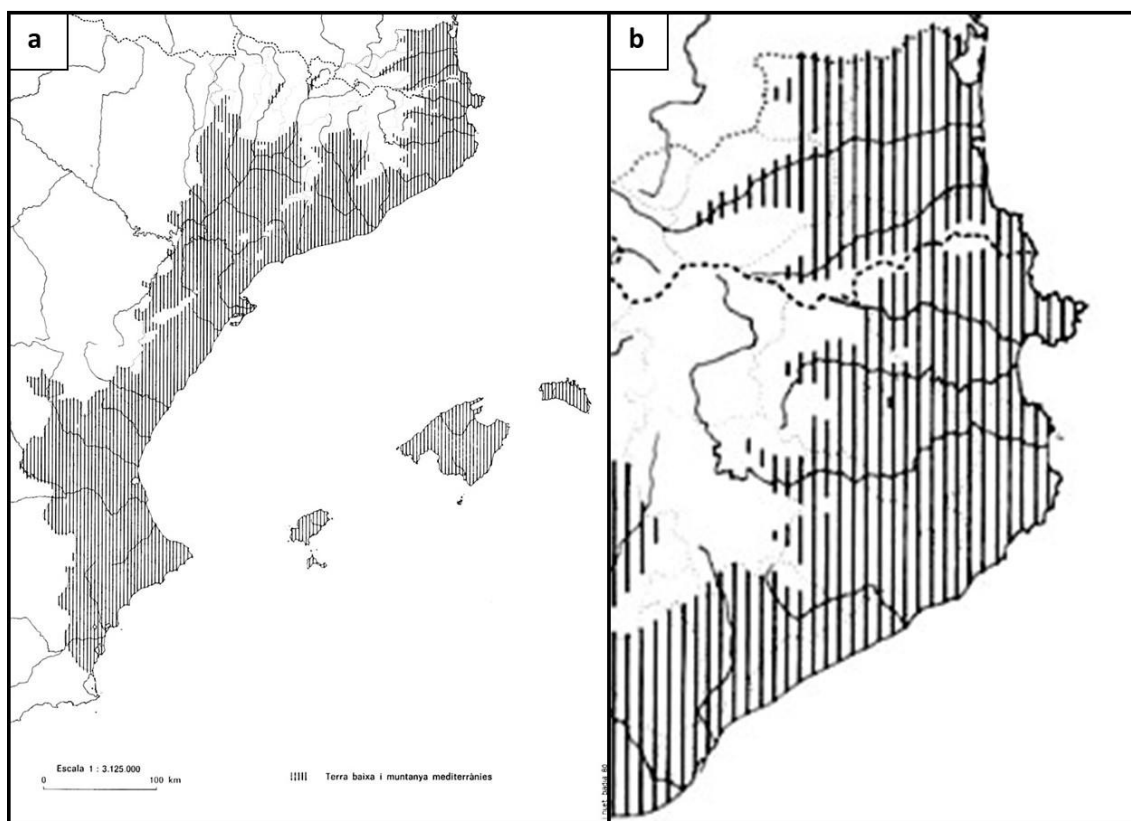 a
b
Escala 1 : 3.125.000
0 100 km
Terra baixa i muntanya mediterrànies